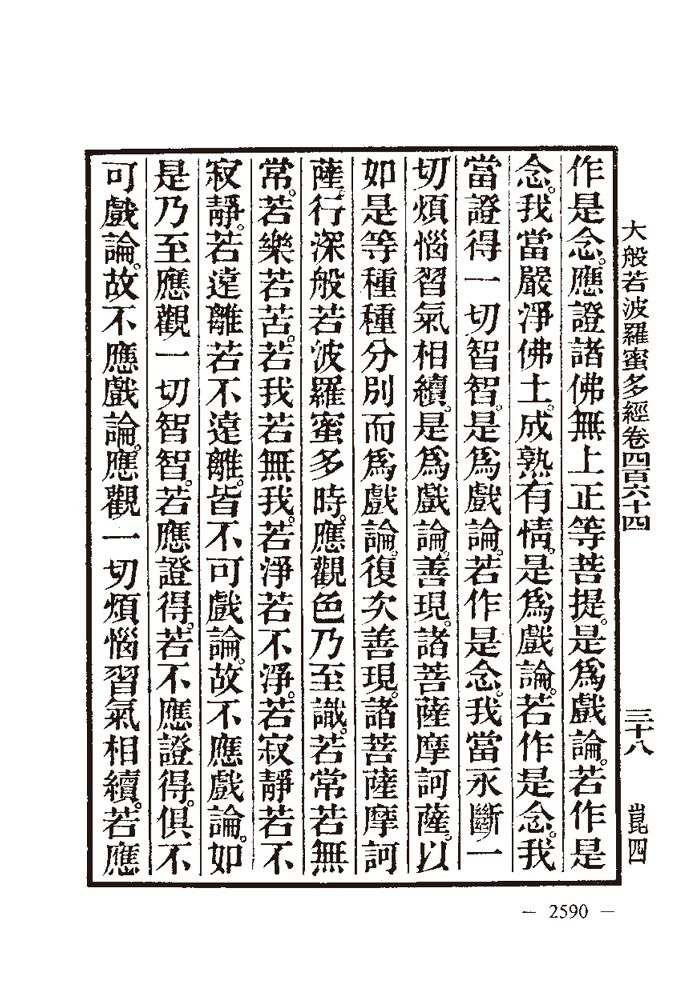 大般若波羅蜜多經卷四百六十四 三十八 崑四
作是念。應證諸佛無上正等菩提。是爲戲論。若作是
念。我當嚴淨佛土。成熟有情。是爲戲論。若作是念。我
當證得一切智智。是爲戲論。若作是念。我當永斷一
切煩惱習氣相續。是爲戲論。善現。諸菩薩摩訶薩。以
如是等種種分別而爲戲論。復次善現。諸菩薩摩訶
薩。行深般若波羅蜜多時。應觀色乃至識。若常若無
常。若樂若苦。若我若無我。若淨若不淨。若寂靜若不
寂靜。若遠離若不遠離。皆不可戲論。故不應戲論。如
是乃至應觀一切智智。若應證得。若不應證得。俱不
可戲論。故不應戲論。應觀一切煩惱習氣相續。若應
— 2590 —